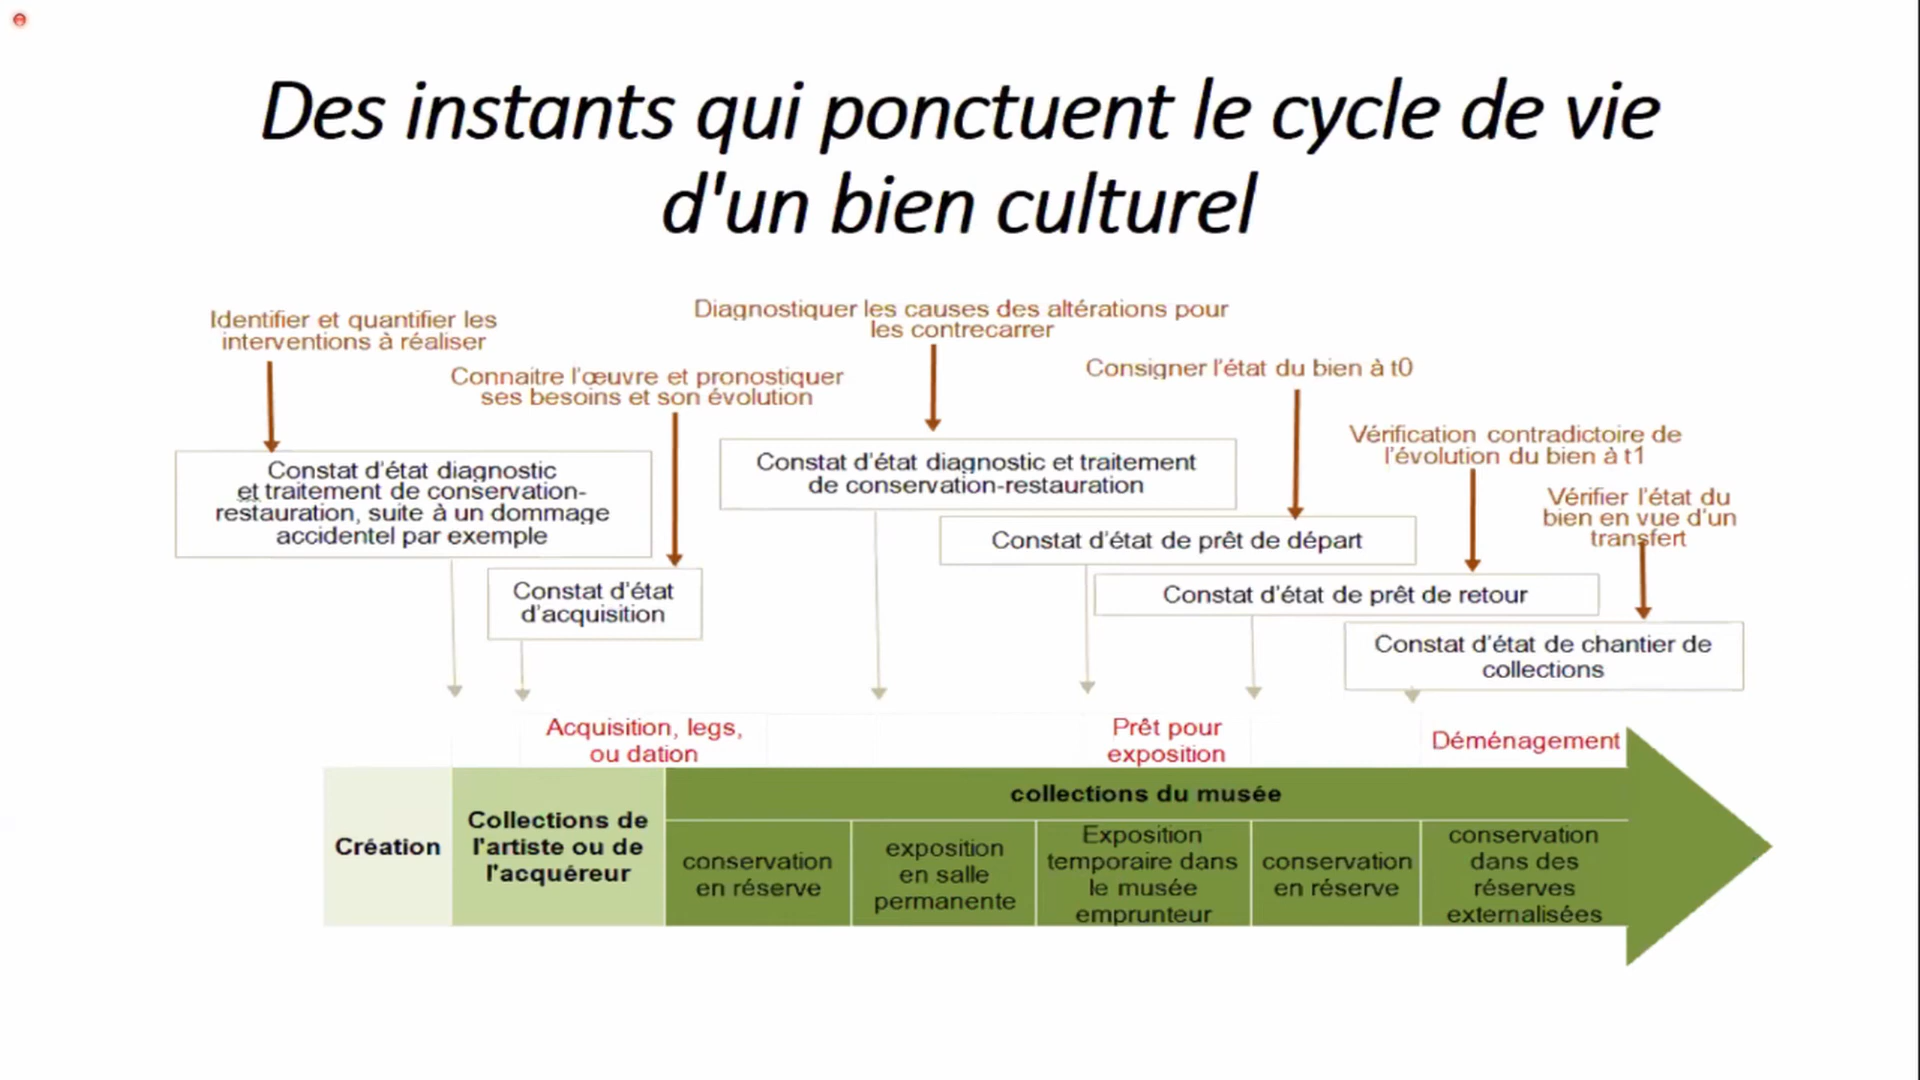 Des instants qui ponctuent le cycle de vie
d'un bien culturel
Identifier et quantifier les
interventions à réaliser
Diagnostiquer les causes des altérations pour
les contrecarrer
Connaitre l'œuvre et pronostiquer
ses besoins et son évolution
Consigner l'état du bien à t0
Vérification contradictoire de
l'évolution du bien à t1
Vérifier l'état du
bien en vue d'un
transfert
Constat d'état diagnostic
et traitement de conservation-
restauration, suite à un dommage
accidentel par exemple
Constat d'état
d'acquisition
Constat d'état diagnostic et traitement
de conservation-restauration
Constat d'état de prêt de départ
Constat d'état de prêt de retour
Constat d'état de chantier de
collections
Acquisition, legs,
ou dation
Prêt pour
exposition
Déménagement
Création
Collections de
l'artiste ou de
l'acquéreur
collections du musée
conservation
en réserve
exposition
en salle
permanente
Exposition
temporaire dans
le musée
emprunteur
conservation
en réserve
conservation
dans des
réserves
externalisées